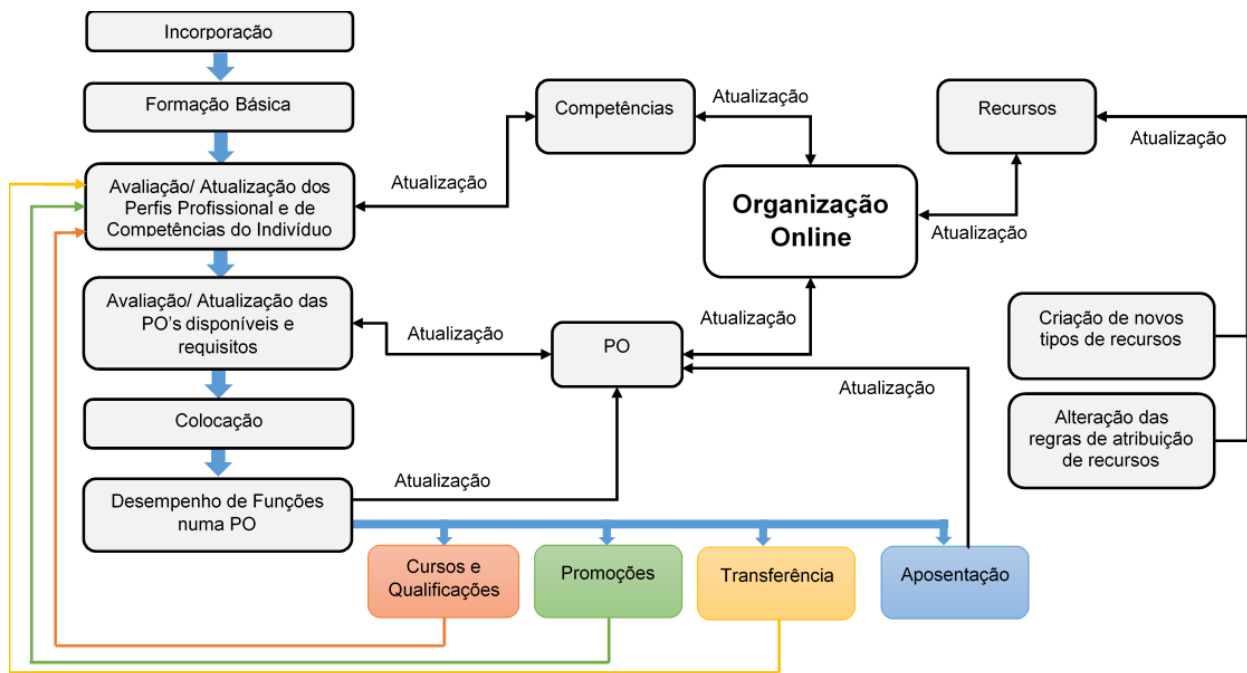 Incorporação
Formação Básica
Avaliação/ Atualização dos
Perfis Profissional e de
Competências do Indivíduo
Avaliação/ Atualização das
PO's disponíveis e
requisitos
Colocação
Desempenho de Funções
numa PO
Atualização
Competências
Atualização
Atualização
PO
Atualização
Organização
Online
Atualização
Atualização
Recursos
Atualização
Atualização
Criação de novos
tipos de recursos
Alteração das
regras de atribuição
de recursos
Cursos e
Qualificações
Promoções
Transferência
Aposentação